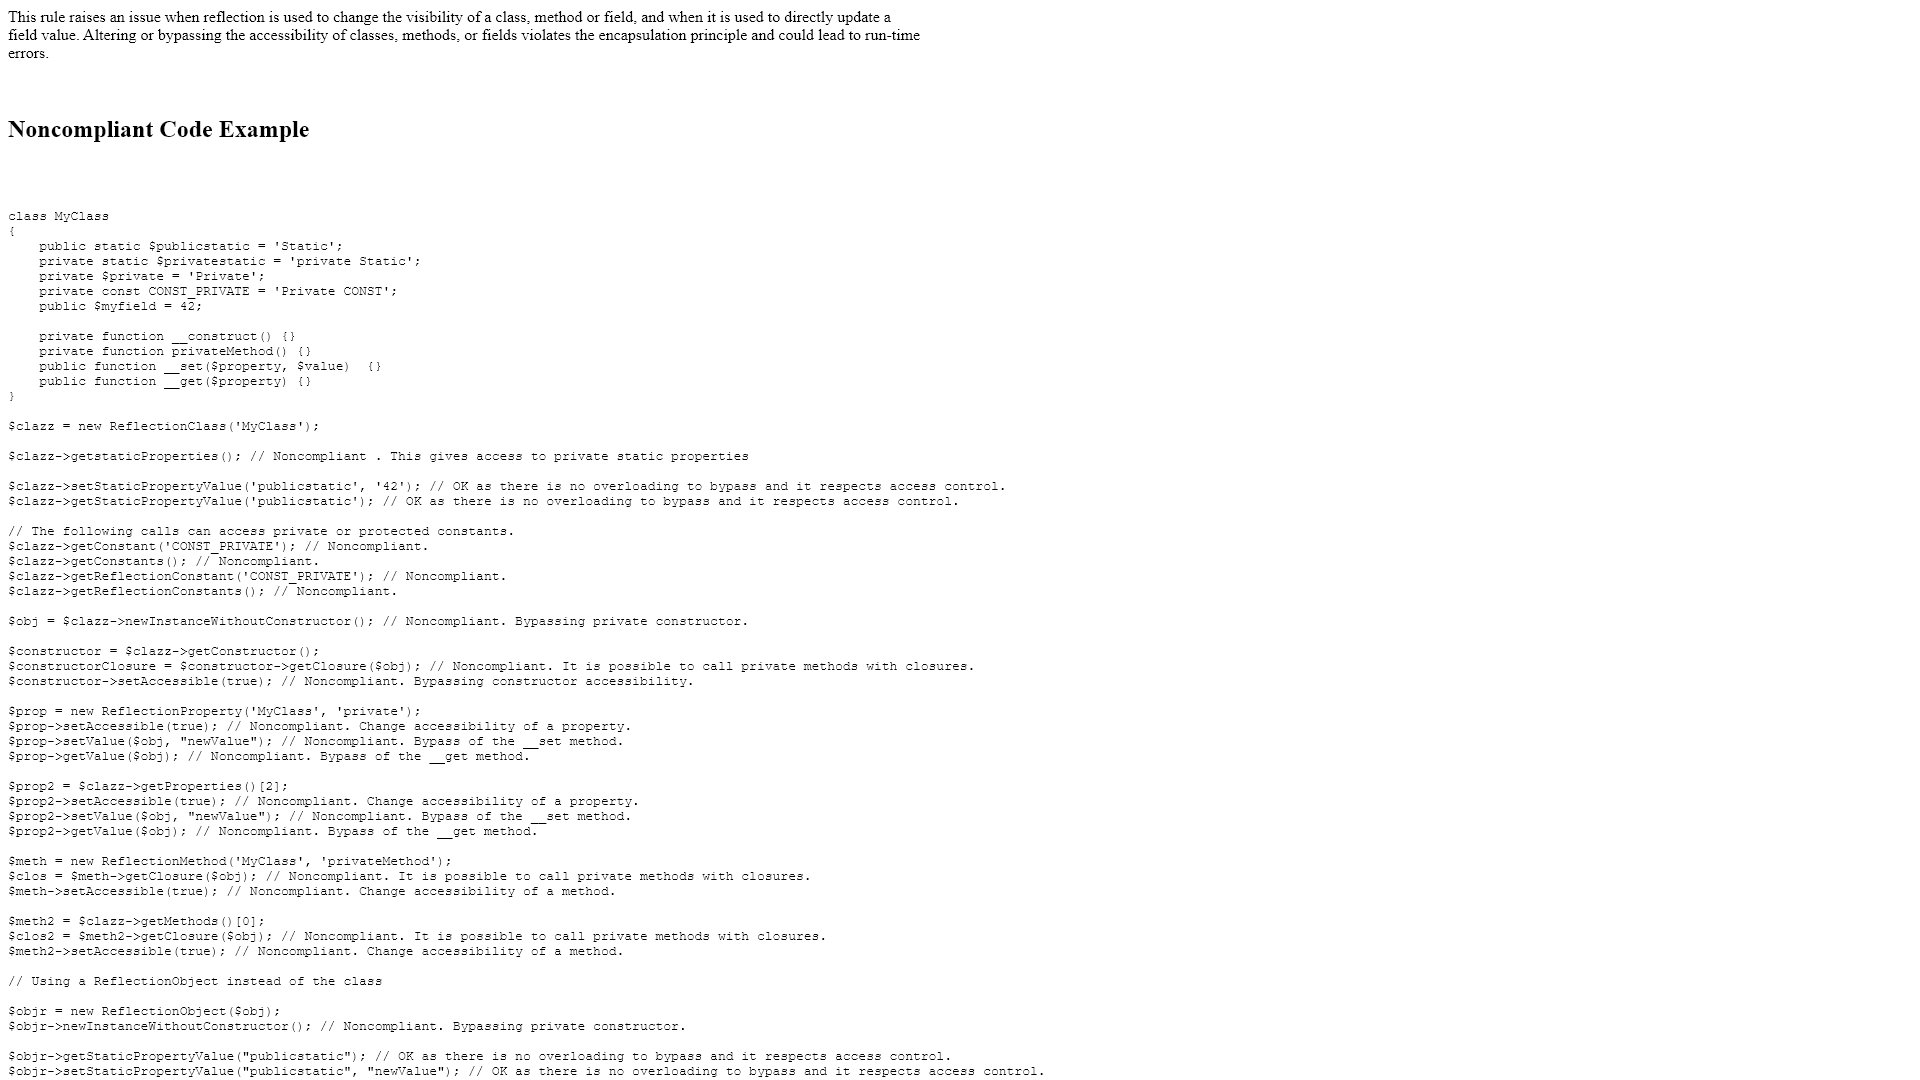 This rule raises an issue when reflection is used to change the visibility of a class, method or field, and when it is used to directly update a
field value. Altering or bypassing the accessibility of classes, methods, or fields violates the encapsulation principle and could lead to run-time
errors.
Noncompliant Code Example
class MyClass
{
    public static $publicstatic = 'Static';
    private static $privatestatic = 'private Static';
    private $private = 'Private';
    private const CONST_PRIVATE = 'Private CONST';
    public $myfield = 42;
    private function __construct() {}
    private function privateMethod() {}
    public function __set($property, $value)  {}
    public function __get($property) {}
}
$clazz = new ReflectionClass('MyClass');
$clazz->getstaticProperties(); // Noncompliant . This gives access to private static properties
$clazz->setStaticPropertyValue('publicstatic', '42'); // OK as there is no overloading to bypass and it respects access control.
$clazz->getStaticPropertyValue('publicstatic'); // OK as there is no overloading to bypass and it respects access control.
// The following calls can access private or protected constants.
$clazz->getConstant('CONST_PRIVATE'); // Noncompliant.
$clazz->getConstants(); // Noncompliant.
$clazz->getReflectionConstant('CONST_PRIVATE'); // Noncompliant.
$clazz->getReflectionConstants(); // Noncompliant.
$obj = $clazz->newInstanceWithoutConstructor(); // Noncompliant. Bypassing private constructor.
$constructor = $clazz->getConstructor();
$constructorClosure = $constructor->getClosure($obj); // Noncompliant. It is possible to call private methods with closures.
$constructor->setAccessible(true); // Noncompliant. Bypassing constructor accessibility.
$prop = new ReflectionProperty('MyClass', 'private');
$prop->setAccessible(true); // Noncompliant. Change accessibility of a property.
$prop->setValue($obj, "newValue"); // Noncompliant. Bypass of the __set method.
$prop->getValue($obj); // Noncompliant. Bypass of the __get method.
$prop2 = $clazz->getProperties()[2];
$prop2->setAccessible(true); // Noncompliant. Change accessibility of a property.
$prop2->setValue($obj, "newValue"); // Noncompliant. Bypass of the __set method.
$prop2->getValue($obj); // Noncompliant. Bypass of the __get method.
$meth = new ReflectionMethod('MyClass', 'privateMethod');
$clos = $meth->getClosure($obj); // Noncompliant. It is possible to call private methods with closures.
$meth->setAccessible(true); // Noncompliant. Change accessibility of a method.
$meth2 = $clazz->getMethods()[0];
$clos2 = $meth2->getClosure($obj); // Noncompliant. It is possible to call private methods with closures.
$meth2->setAccessible(true); // Noncompliant. Change accessibility of a method.
// Using a ReflectionObject instead of the class
$objr = new ReflectionObject($obj);
$objr->newInstanceWithoutConstructor(); // Noncompliant. Bypassing private constructor.
$objr->getStaticPropertyValue("publicstatic"); // OK as there is no overloading to bypass and it respects access control.
$objr->setStaticPropertyValue("publicstatic", "newValue"); // OK as there is no overloading to bypass and it respects access control.